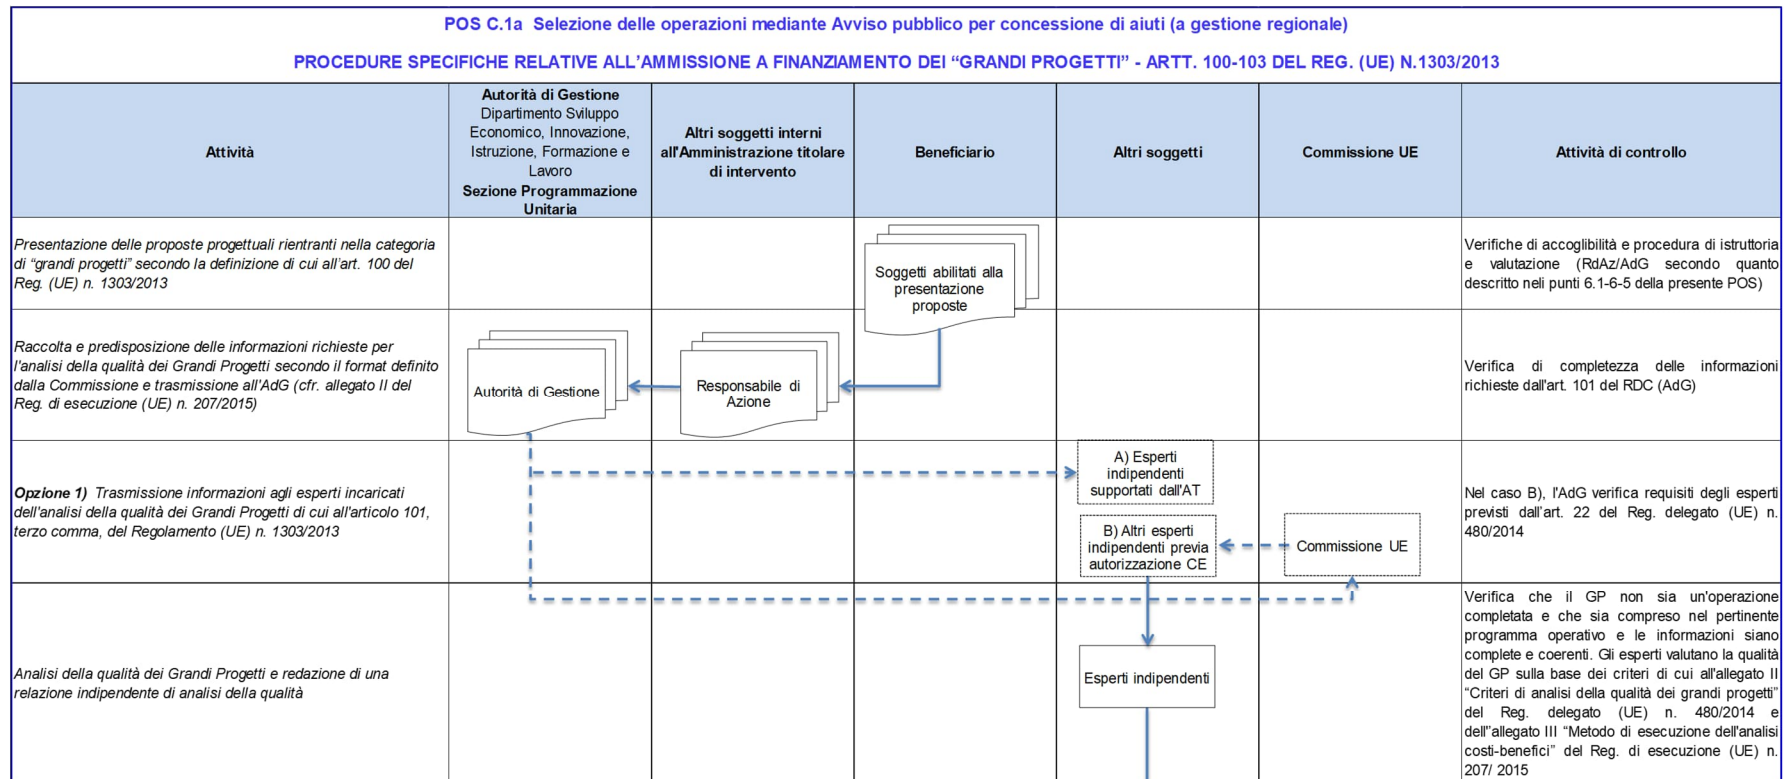 POS C.1a Selezione delle operazioni mediante Avviso pubblico per concessione di aiuti (a gestione regionale)
PROCEDURE SPECIFICHE RELATIVE ALL'AMMISSIONE A FINANZIAMENTO DEI “GRANDI PROGETTI” - ARTT. 100-103 DEL REG. (UE) N.1303/2013
Attività
Autorità di Gestione
Dipartimento Sviluppo
Economico, Innovazione,
Istruzione, Formazione e
Lavoro
Sezione Programmazione
Unitaria
Altri soggetti interni
all'Amministrazione titolare
di intervento
Beneficiario
Altri soggetti
Commissione UE
Attività di controllo
Presentazione delle proposte progettuali rientranti nella categoria
di “grandi progetti” secondo la definizione di cui all'art. 100 del
Reg. (UE) n. 1303/2013
Soggetti abilitati alla
presentazione
proposte
Verifiche di accoglibilità e procedura di istruttoria
e valutazione (RdAz/AdG secondo quanto
descritto neli punti 6.1-6-5 della presente POS)
Raccolta e predisposizione delle informazioni richieste per
l'analisi della qualità dei Grandi Progetti secondo il format definito
dalla Commissione e trasmissione all'AdG (cfr. allegato II del
Reg. di esecuzione (UE) n. 207/2015)
Autorità di Gestione
Responsabile di
Azione
Verifica di completezza delle informazioni
richieste dall'art. 101 del RDC (AdG)
Opzione 1) Trasmissione informazioni agli esperti incaricati
dell'analisi della qualità dei Grandi Progetti di cui all'articolo 101,
terzo comma, del Regolamento (UE) n. 1303/2013
A) Esperti
indipendenti
supportati dall'AT
B) Altri esperti
indipendenti previa
autorizzazione CE
Commissione UE
Nel caso B), l'AdG verifica requisiti degli esperti
previsti dall'art. 22 del Reg. delegato (UE) n.
480/2014
Analisi della qualità dei Grandi Progetti e redazione di una
relazione indipendente di analisi della qualità
Esperti indipendenti
Verifica che il GP non sia un'operazione
completata e che sia compreso nel pertinente
programma operativo e le informazioni siano
complete e coerenti. Gli esperti valutano la qualità
del GP sulla base dei criteri di cui all'allegato II
“Criteri di analisi della qualità dei grandi progetti”
del Reg. delegato (UE) n. 480/2014 e
dell'’allegato III “Metodo di esecuzione dell'analisi
costi-benefici” del Reg. di esecuzione (UE) n.
207/ 2015